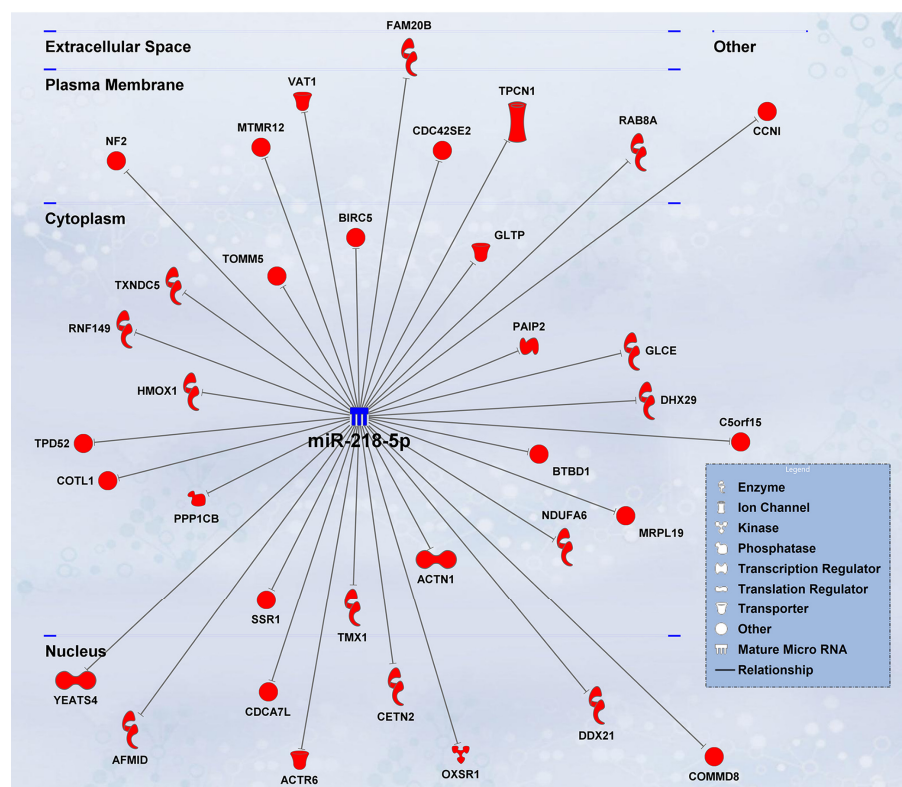 FAM20B
Extracellular Space
Other
Plasma Membrane
VAT1
TPCN1
MTMR12
CDC42SE2
RAB8A
CCNI
NF2
Cytoplasm
BIRC5
GLTP
TOMM5
TXNDC5
RNF149
PAIP2
GLCE
HMOX1
DHX29
miR-218-5p
C5orf15
TPD52
BTBD1
COTL1
PPP1CB
NDUFA6
MRPL19
ACTN1
SSR1
TMX1
Legend
Enzyme
Ion Channel
Kinase
Phosphatase
Transcription Regulator
Translation Regulator
Transporter
Other
Mature Micro RNA
Relationship
Nucleus
YEATS4
CDCA7L
CETN2
DDX21
AFMID
ACTR6
OXSR1
COMMD8